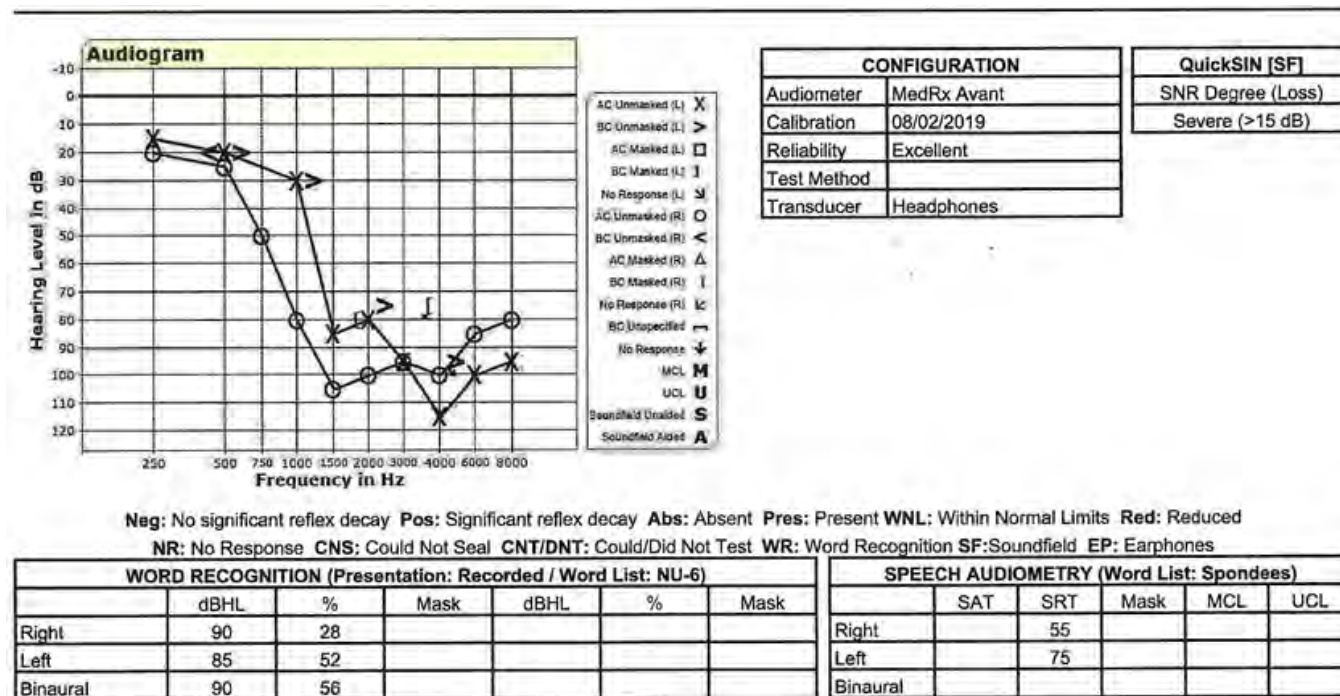 Audiogram
-10
0
10
20
30
40
50
60
70
80
90
100
110
120
Hearing Level in dB
250 500 750 1000 1500 2000 3000 4000 6000 8000
Frequency in Hz
AC Unmasked (L) X
BC Unmasked (L) >
AC Masked (L) □
BC Masked (L) ]
No Response (L)
AC Unmasked (R) O
BC Unmasked (R) <
AC Masked (R) Δ
BC Masked (R) [
No Response (R)
BC Unspecified
No Response
MCL M
UCL U
Soundfield Unaided S
Soundfield Aided A
CONFIGURATION
Audiometer MedRx Avant
Calibration 08/02/2019
Reliability Excellent
Test Method
Transducer Headphones
QuickSIN [SF]
SNR Degree (Loss)
Severe (>15 dB)
Neg: No significant reflex decay Pos: Significant reflex decay Abs: Absent Pres: Present WNL: Within Normal Limits Red: Reduced
NR: No Response CNS: Could Not Seal CNT/DNT: Could/Did Not Test WR: Word Recognition SF:Soundfield EP: Earphones
WORD RECOGNITION (Presentation: Recorded / Word List: NU-6)
dBHL % Mask dBHL % Mask
Right 90 28
Left 85 52
Binaural 90 56
SPEECH AUDIOMETRY (Word List: Spondees)
SAT SRT Mask MCL UCL
Right 55
Left 75
Binaural